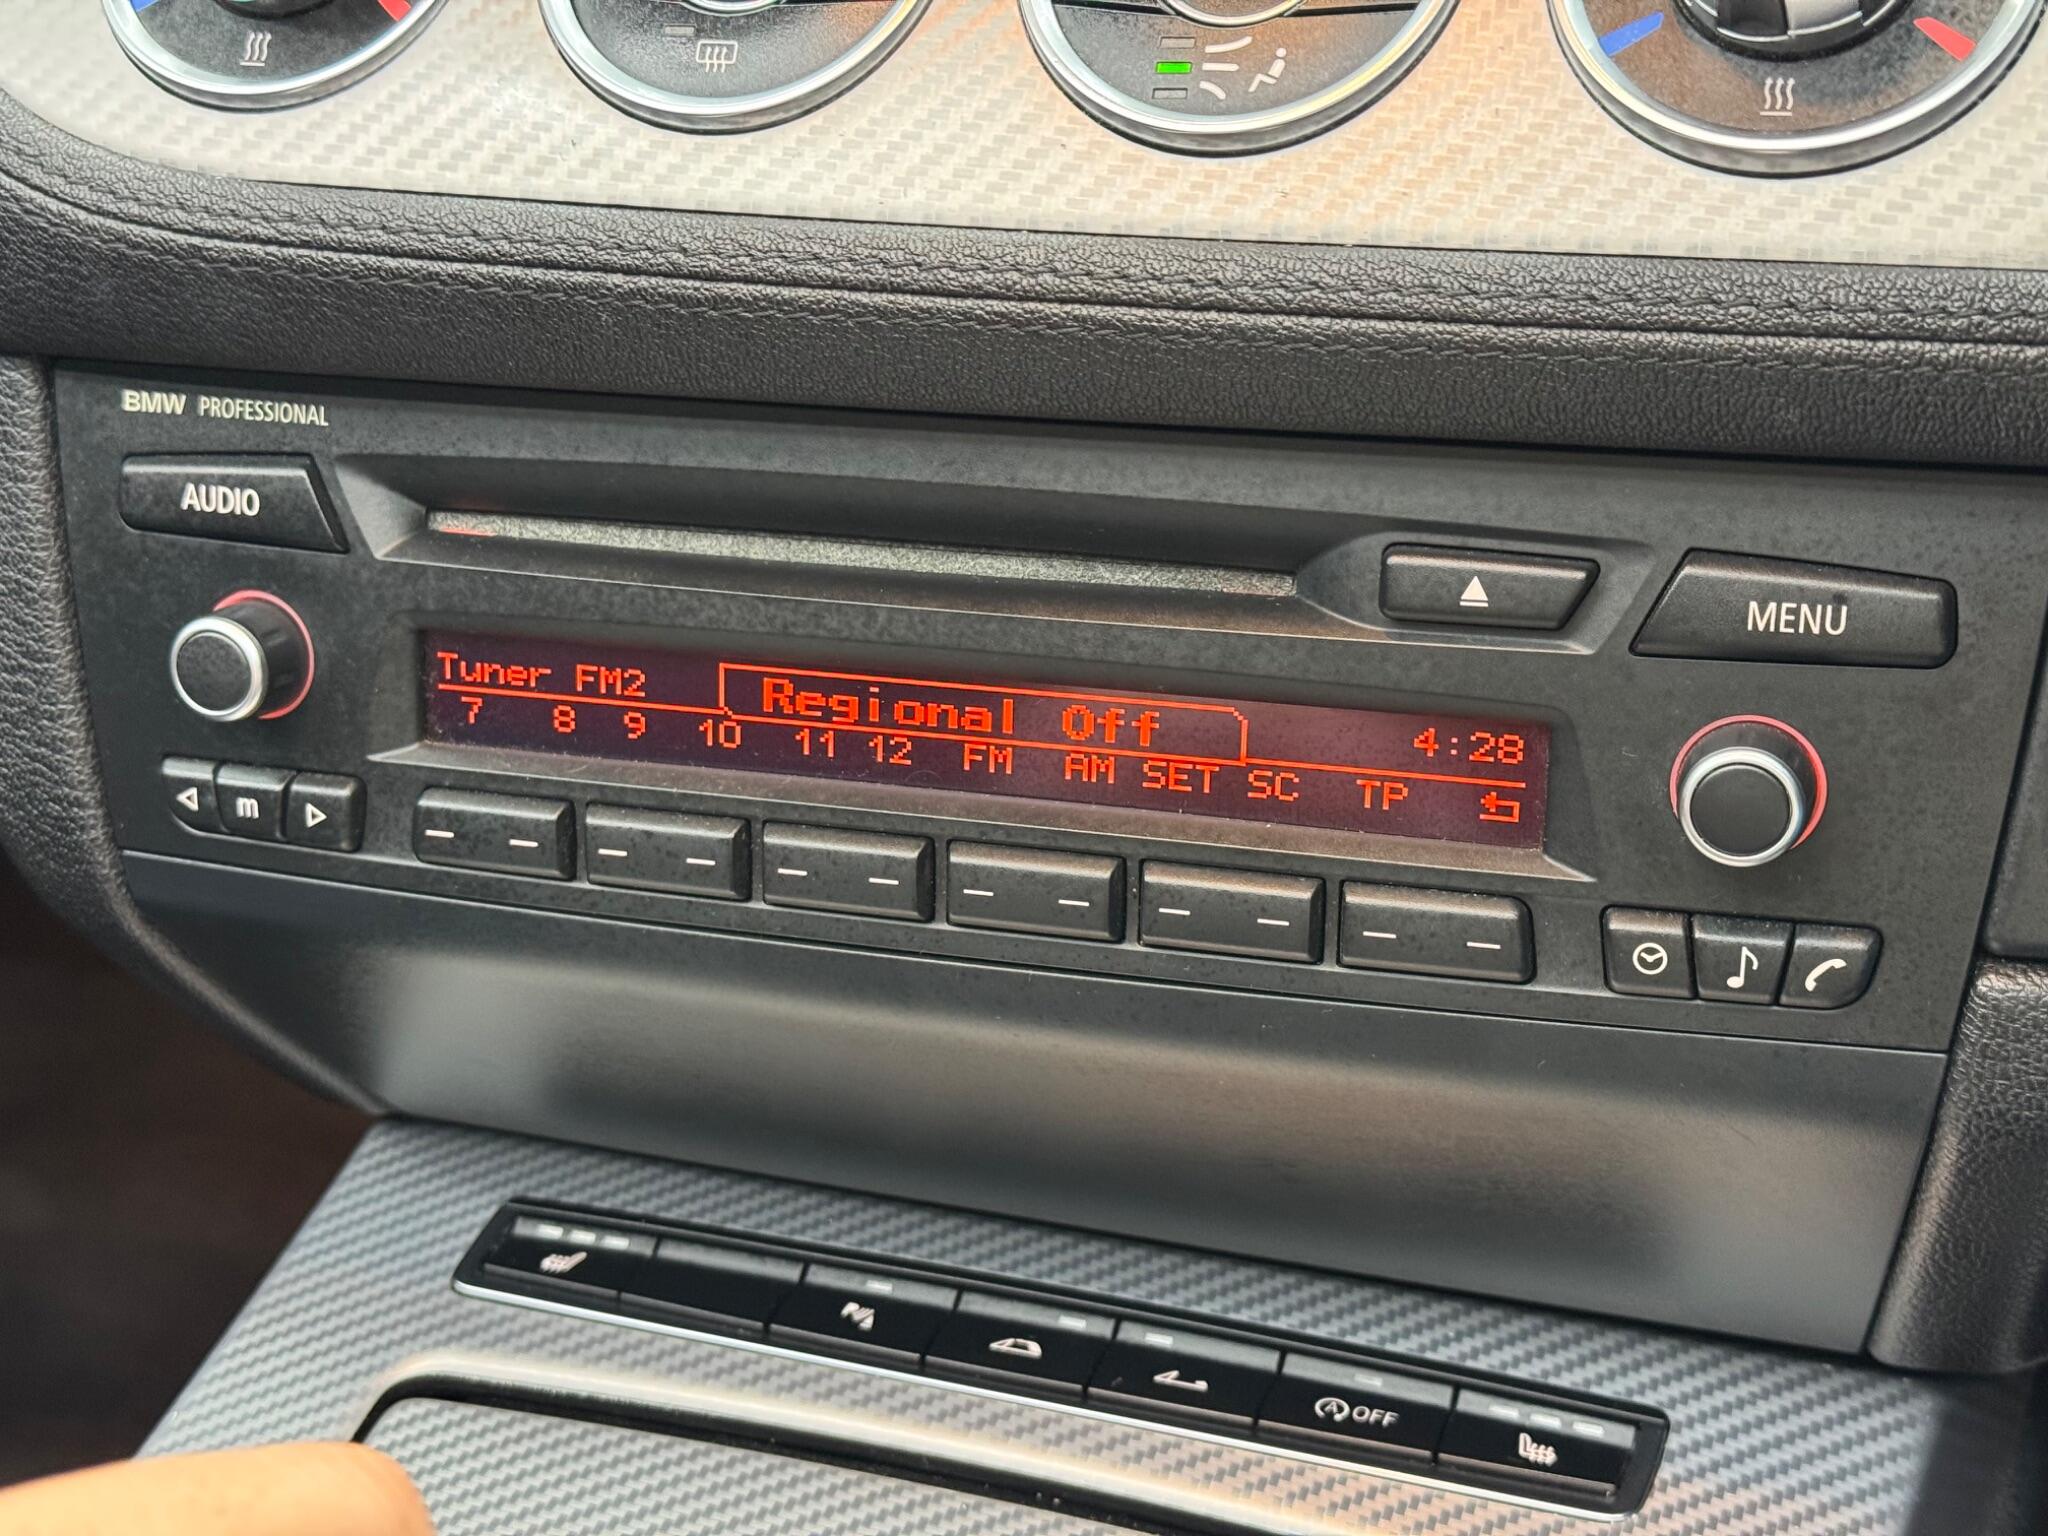 BMW PROFESSIONAL
AUDIO
MENU
Tuner FM2 Regional Off 4:28
7 8 9 10 11 12 FM AM SET SC TP
m
OFF